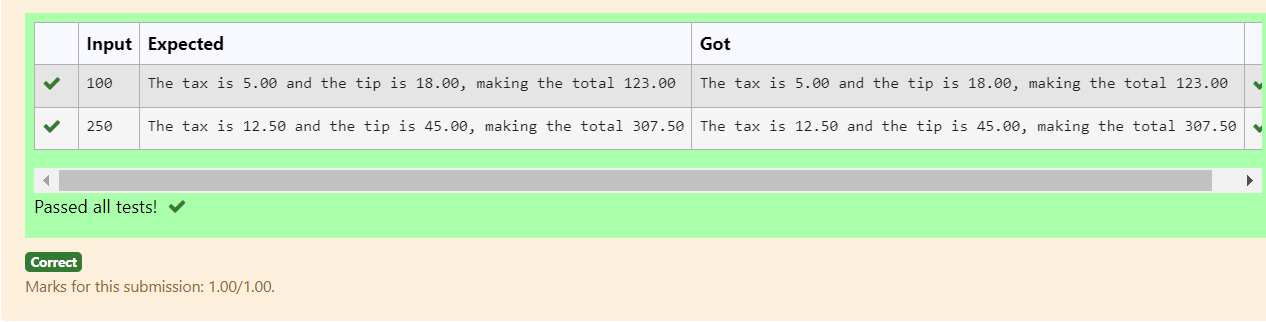 Input Expected Got
100 The tax is 5.00 and the tip is 18.00, making the total 123.00 The tax is 5.00 and the tip is 18.00, making the total 123.00
250 The tax is 12.50 and the tip is 45.00, making the total 307.50 The tax is 12.50 and the tip is 45.00, making the total 307.50
Passed all tests!
Correct
Marks for this submission: 1.00/1.00.